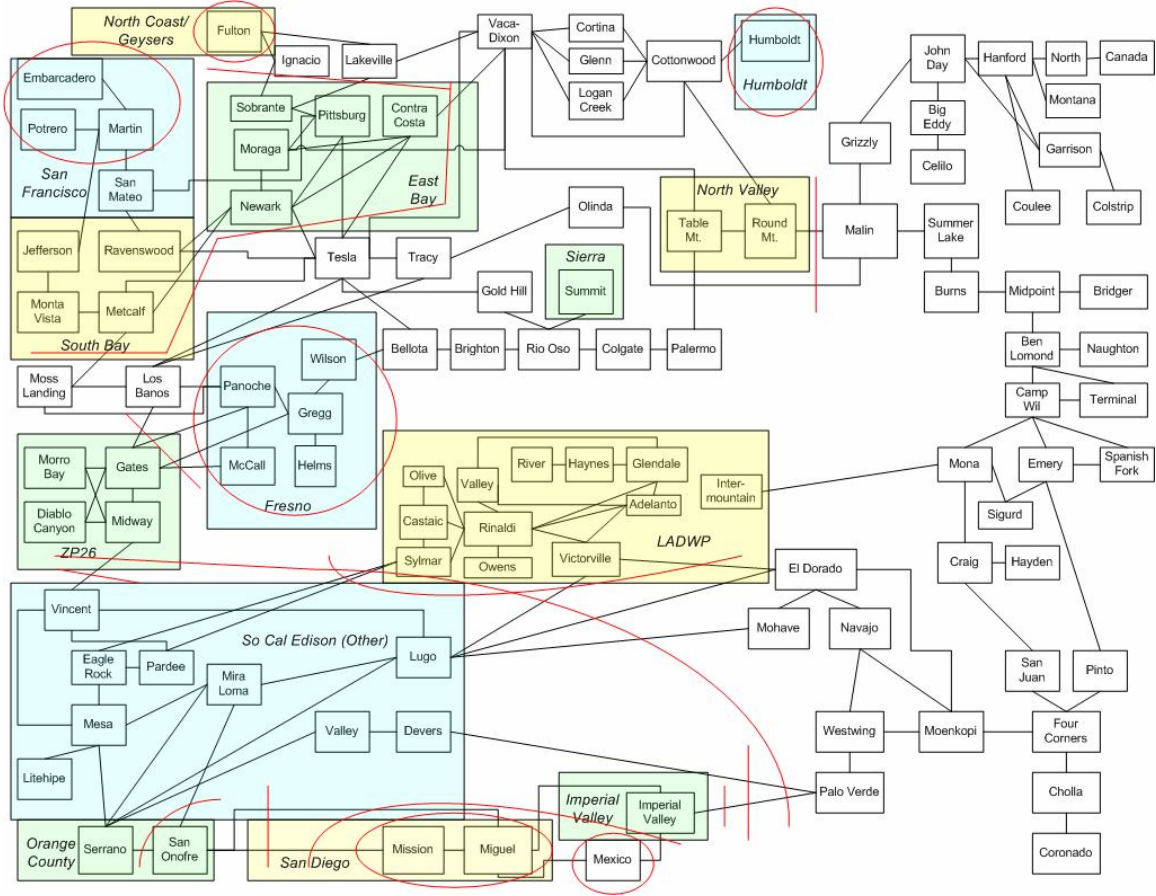 North Coast/
Geysers
Fulton
Ignacio
Lakeville
Vaca-
Dixon
Cortina
Glenn
Logan
Creek
Cottonwood
Humboldt
Humboldt
John
Day
Hanford
North
Canada
Montana
Big
Eddy
Celilo
Grizzly
Garrison
Coulee
Colstrip
Embarcadero
Potrero
Martin
San
Francisco
San
Mateo
Sobrante
Pittsburg
Contra
Costa
Moraga
East
Bay
Newark
North Valley
Table
Mt.
Round
Mt.
Malin
Summer
Lake
Olinda
Jefferson
Ravenswood
Monta
Vista
Metcalf
South Bay
Tesla
Tracy
Sierra
Summit
Gold Hill
Burns
Midpoint
Bridger
Ben
Lomond
Naughton
Camp
Wil
Terminal
Bellota
Brighton
Rio Oso
Colgate
Palermo
Moss
Landing
Los
Banos
Panoche
Wilson
Gregg
McCall
Helms
Fresno
Morro
Bay
Gates
Diablo
Canyon
Midway
ZP26
Olive
Valley
River
Haynes
Glendale
Inter-
mountain
Castaic
Rinaldi
Adelanto
Sylmar
Owens
Victorville
LADWP
Mona
Emery
Spanish
Fork
Sigurd
Craig
Hayden
El Dorado
Mohave
Navajo
San
Juan
Pinto
Vincent
So Cal Edison (Other)
Eagle
Rock
Pardee
Mira
Loma
Lugo
Mesa
Valley
Devers
Litehipe
Westwing
Moenkopi
Four
Corners
Palo Verde
Cholla
Coronado
Imperial
Valley
Imperial
Valley
Orange
County
Serrano
San
Onofre
San Diego
Mission
Miguel
Mexico